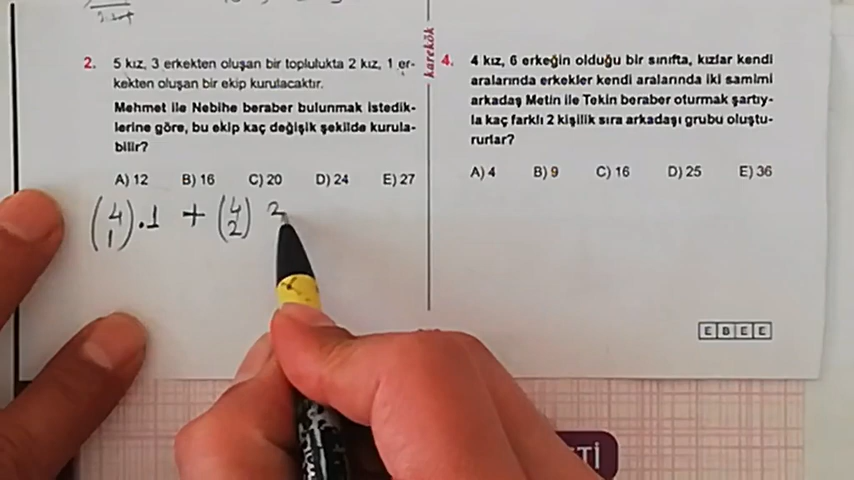 2. 5 kız, 3 erkekten oluşan bir toplulukta 2 kız, 1 er-
kekten oluşan bir ekip kurulacaktır.
Mehmet ile Nebihe beraber bulunmak istedik-
lerine göre, bu ekip kaç değişik şekilde kurula-
bilir?
A) 12 B) 16 C) 20 D) 24 E) 27
(4 1).1 + (4 2) 2
karekök
4. 4 kız, 6 erkeğin olduğu bir sınıfta, kızlar kendi
aralarında erkekler kendi aralarında iki samimi
arkadaş Metin ile Tekin beraber oturmak şartıy-
la kaç farklı 2 kişilik sıra arkadaşı grubu oluştu-
rurlar?
A) 4 B) 9 C) 16 D) 25 E) 36
E B E E